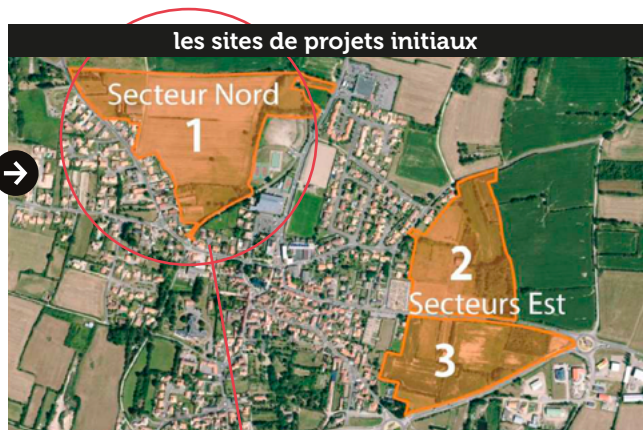 les sites de projets initiaux
Secteur Nord
1
2
Secteurs Est
3